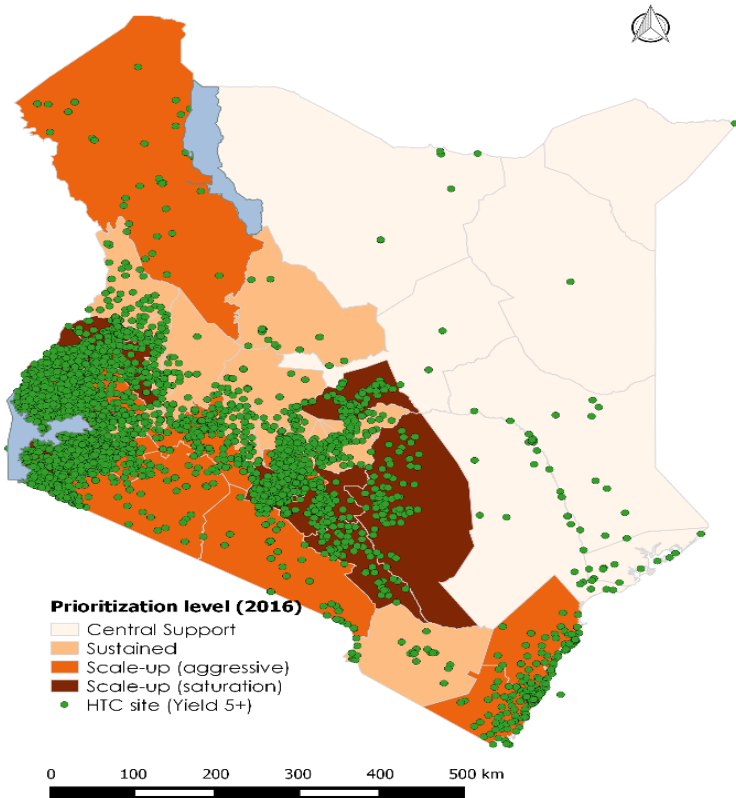 Prioritization level (2016)
Central Support
Sustained
Scale-up (aggressive)
Scale-up (saturation)
HTC site (Yield 5+)
0 100 200 300 400 500 km